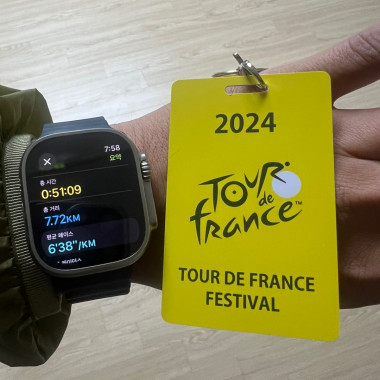 7:58
요약
총 시간
0:51:09
총 거리
7.72KM
평균 페이스
6'38"/KM
2024
TOUR
de
france™
TOUR DE FRANCE
FESTIVAL